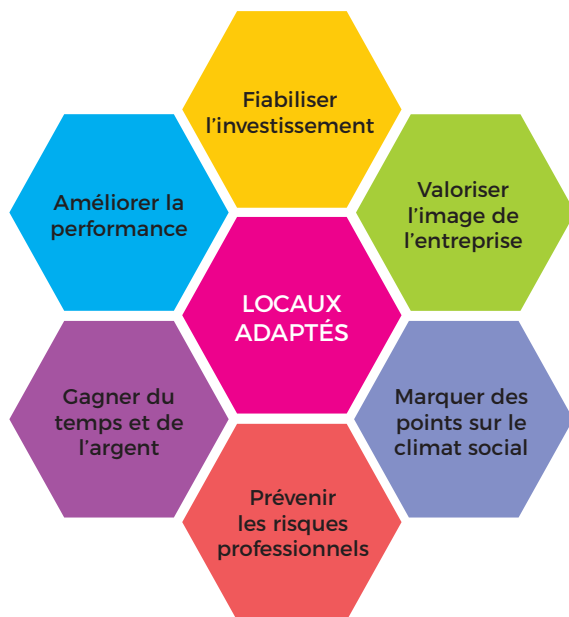 Fiabiliser
l'investissement
Améliorer la
performance
Valoriser
l'image de
l'entreprise
LOCAUX
ADAPTÉS
Gagner du
temps et de
l'argent
Marquer des
points sur le
climat social
Prévenir
les risques
professionnels